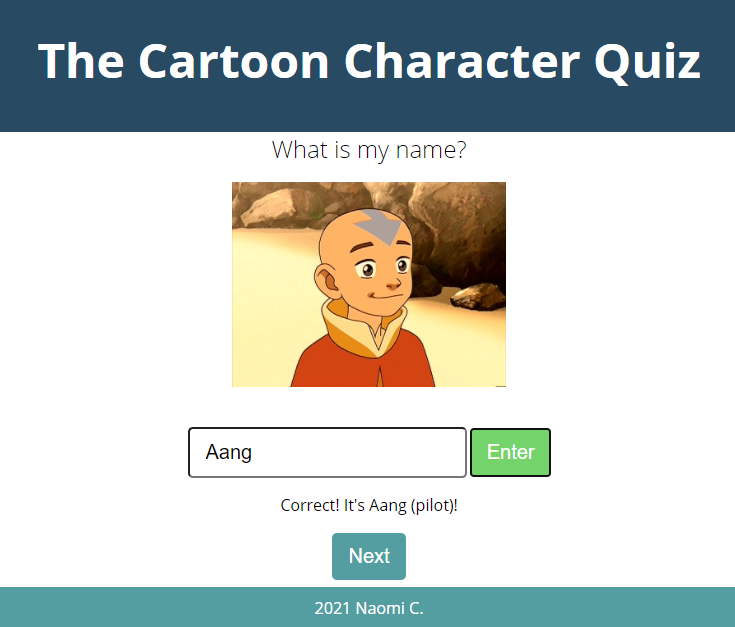 The Cartoon Character Quiz
What is my name?
Aang
Enter
Correct! It's Aang (pilot)!
Next
2021 Naomi C.